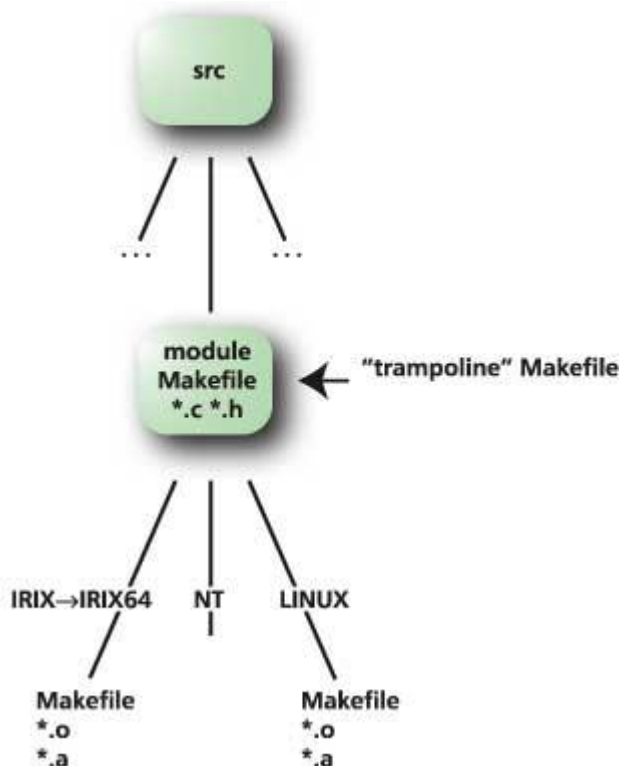 src
... ...
module
Makefile
*.c *.h
"trampoline" Makefile
IRIX→IRIX64 NT LINUX
Makefile
*.o
*.a
Makefile
*.o
*.a